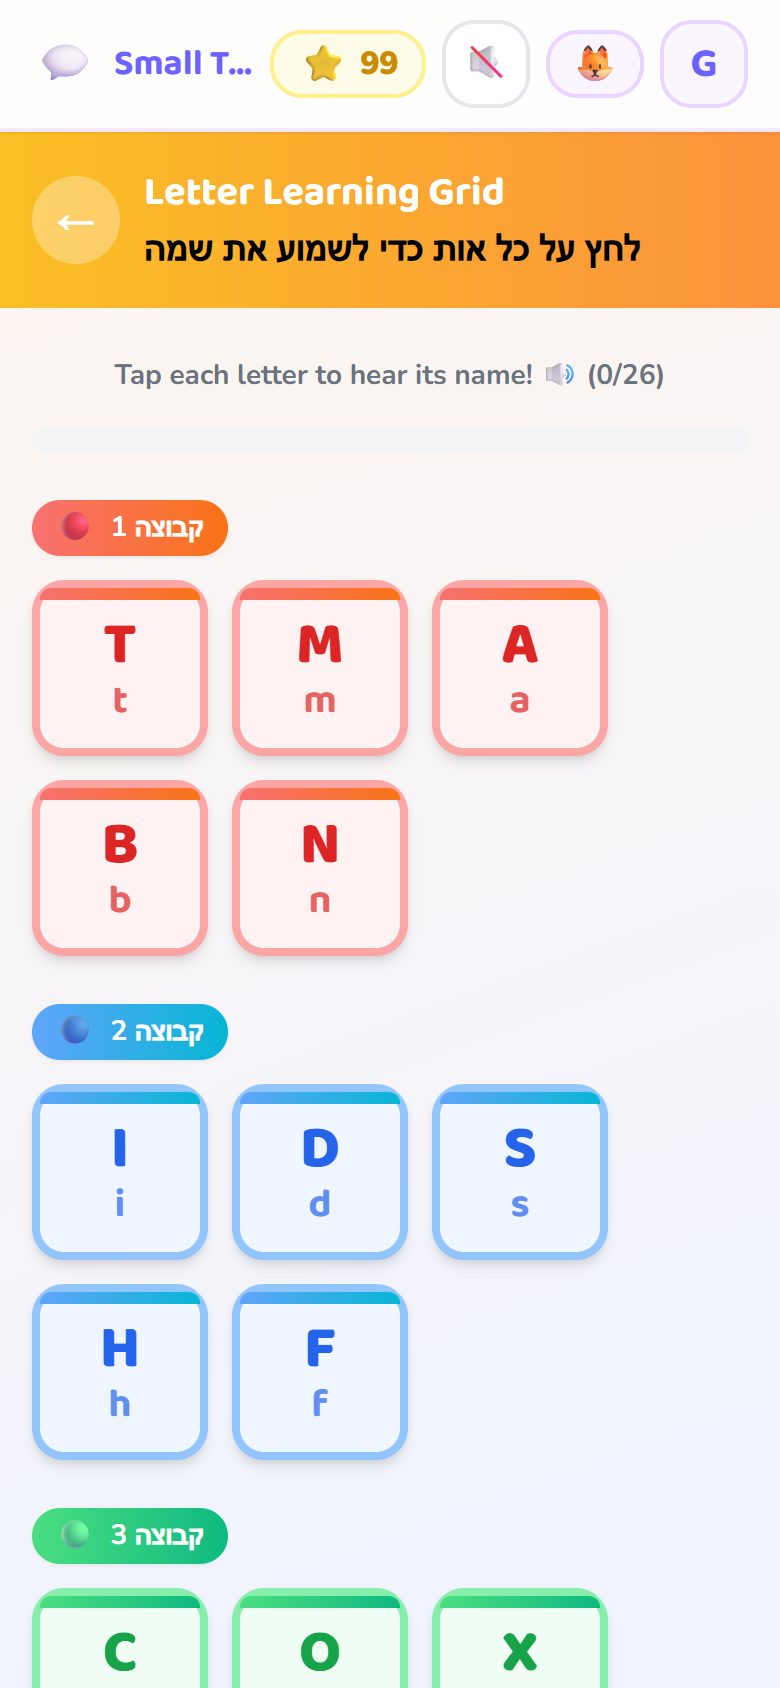 Small T...
99
G
←
Letter Learning Grid
לחץ על כל אות כדי לשמוע את שמה
Tap each letter to hear its name! (0/26)
קבוצה 1
T M A
t m a
B N
b n
קבוצה 2
I D S
i d s
H F
h f
קבוצה 3
C O X